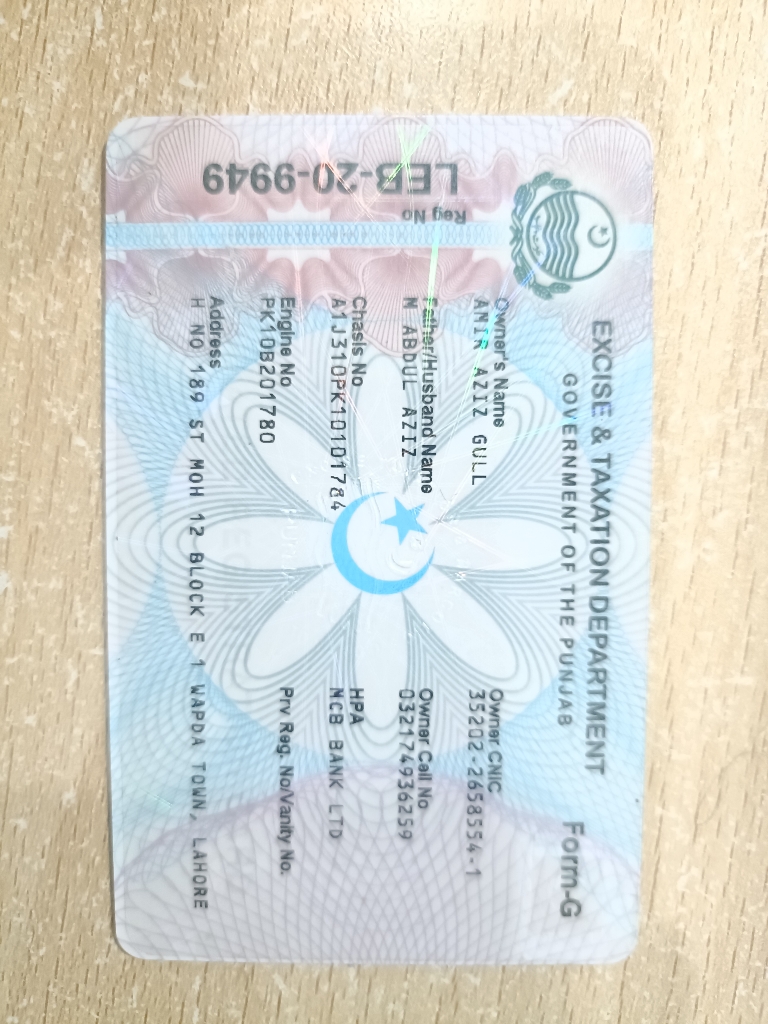 EXCISE & TAXATION DEPARTMENT
GOVERNMENT OF THE PUNJAB
Form-G
Reg No
LEB-20-9949
Owner's Name
AMIR AZIZ GULL
Owner CNIC
35202-2658554-1
Father/Husband Name
M ABDUL AZIZ
Owner Cell No.
032174936259
Chasis No
A1J310PK10101784
HPA
MCB BANK LTD
Engine No
PK10B201780
Prv Reg. No/Vanity No.
Address
H NO 189 ST MOH 12 BLOCK E 1 WAPDA TOWN, LAHORE